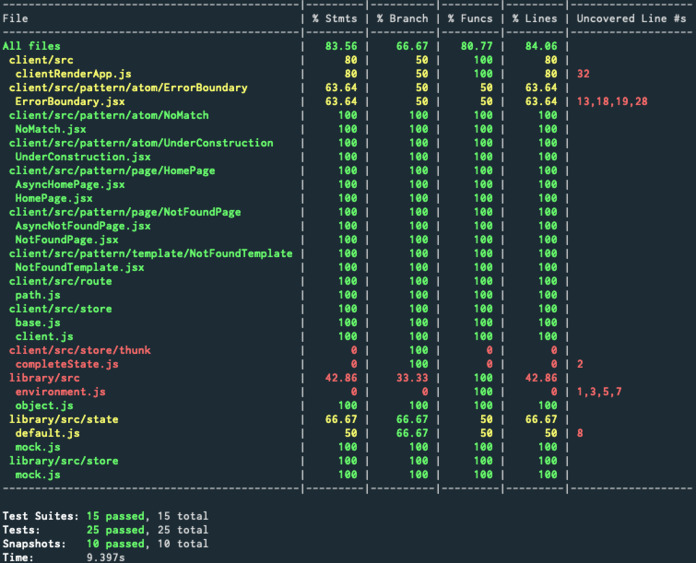 File | % Stmts | % Branch | % Funcs | % Lines | Uncovered Line #s
All files | 83.56 | 66.67 | 80.77 | 84.06 |
client/src | 80 | 50 | 100 | 80 |
clientRenderApp.js | 80 | 50 | 100 | 80 | 32
client/src/pattern/atom/ErrorBoundary | 63.64 | 50 | 50 | 63.64 |
ErrorBoundary.jsx | 63.64 | 50 | 50 | 63.64 | 13,18,19,28
client/src/pattern/atom/NoMatch | 100 | 100 | 100 | 100 |
NoMatch.jsx | 100 | 100 | 100 | 100 |
client/src/pattern/atom/UnderConstruction | 100 | 100 | 100 | 100 |
UnderConstruction.jsx | 100 | 100 | 100 | 100 |
client/src/pattern/page/HomePage | 100 | 100 | 100 | 100 |
AsyncHomePage.jsx | 100 | 100 | 100 | 100 |
HomePage.jsx | 100 | 100 | 100 | 100 |
client/src/pattern/page/NotFoundPage | 100 | 100 | 100 | 100 |
AsyncNotFoundPage.jsx | 100 | 100 | 100 | 100 |
NotFoundPage.jsx | 100 | 100 | 100 | 100 |
client/src/pattern/template/NotFoundTemplate | 100 | 100 | 100 | 100 |
NotFoundTemplate.jsx | 100 | 100 | 100 | 100 |
client/src/route | 100 | 100 | 100 | 100 |
path.js | 100 | 100 | 100 | 100 |
client/src/store | 100 | 100 | 100 | 100 |
base.js | 100 | 100 | 100 | 100 |
client.js | 100 | 100 | 100 | 100 |
client/src/store/thunk | 0 | 100 | 0 | 0 |
completeState.js | 0 | 100 | 0 | 0 | 2
library/src | 42.86 | 33.33 | 100 | 42.86 |
environment.js | 0 | 0 | 100 | 0 | 1,3,5,7
object.js | 100 | 100 | 100 | 100 |
library/src/state | 66.67 | 66.67 | 50 | 66.67 |
default.js | 50 | 66.67 | 50 | 50 | 8
mock.js | 100 | 100 | 100 | 100 |
library/src/store | 100 | 100 | 100 | 100 |
mock.js | 100 | 100 | 100 | 100 |
Test Suites: 15 passed, 15 total
Tests: 25 passed, 25 total
Snapshots: 10 passed, 10 total
Time: 9.397s